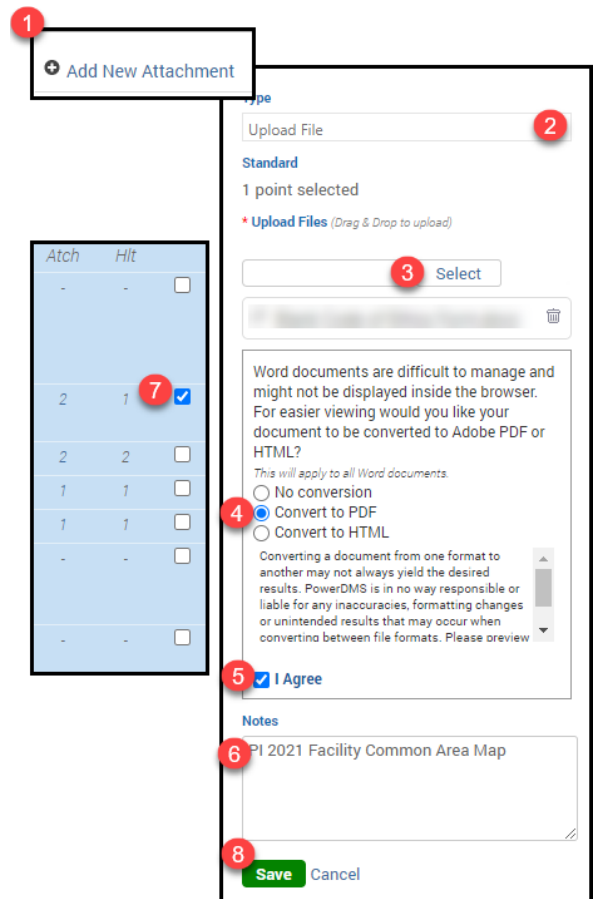 1
Add New Attachment
Type
Upload File
2
Standard
1 point selected
* Upload Files (Drag & Drop to upload)
3
Select
Atch Hlt
- -
2 1
7
2 2
1 1
1 1
- -
- -
Word documents are difficult to manage and
might not be displayed inside the browser.
For easier viewing would you like your
document to be converted to Adobe PDF or
HTML?
This will apply to all Word documents.
No conversion
4
Convert to PDF
Convert to HTML
Converting a document from one format to
another may not always yield the desired
results. PowerDMS is in no way responsible or
liable for any inaccuracies, formatting changes
or unintended results that may occur when
converting between file formats. Please preview
5
I Agree
Notes
6
PI 2021 Facility Common Area Map
8
Save Cancel